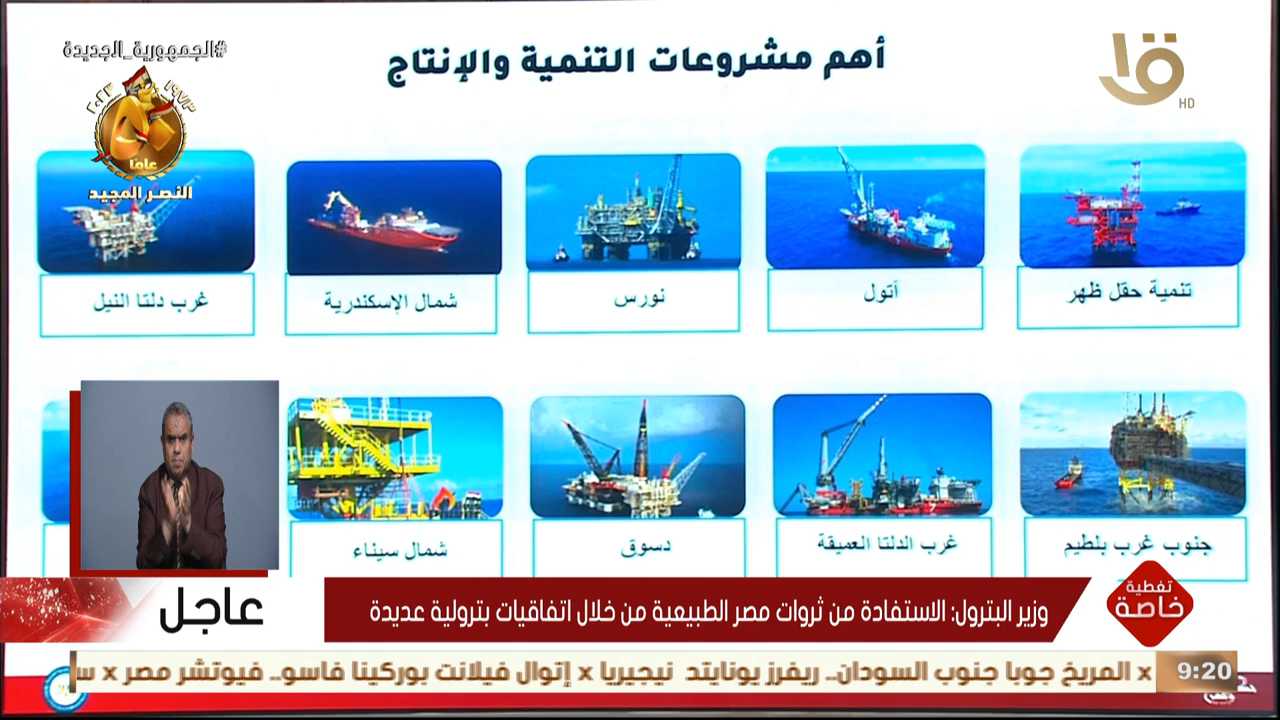 #الجمهورية_الجديدة
١٩٧٣ ٢٠٢٣
٥٠
عاما
النصر المجيد
HD
أهم مشروعات التنمية والإنتاج
تنمية حقل ظهر
آتول
نورس
شمال الإسكندرية
غرب دلتا النيل
جنوب غرب بلطيم
غرب الدلتا العميقة
دسوق
شمال سيناء
تغطية
خاصة
وزير البترول: الاستفادة من ثروات مصر الطبيعية من خلال اتفاقيات بترولية عديدة
عاجل
9:20
x المريخ جوبا جنوب السودان.. ريفرز يونايتد نيجيريا x إتوال فيلانت بوركينا فاسو.. فيوتشر مصر x س